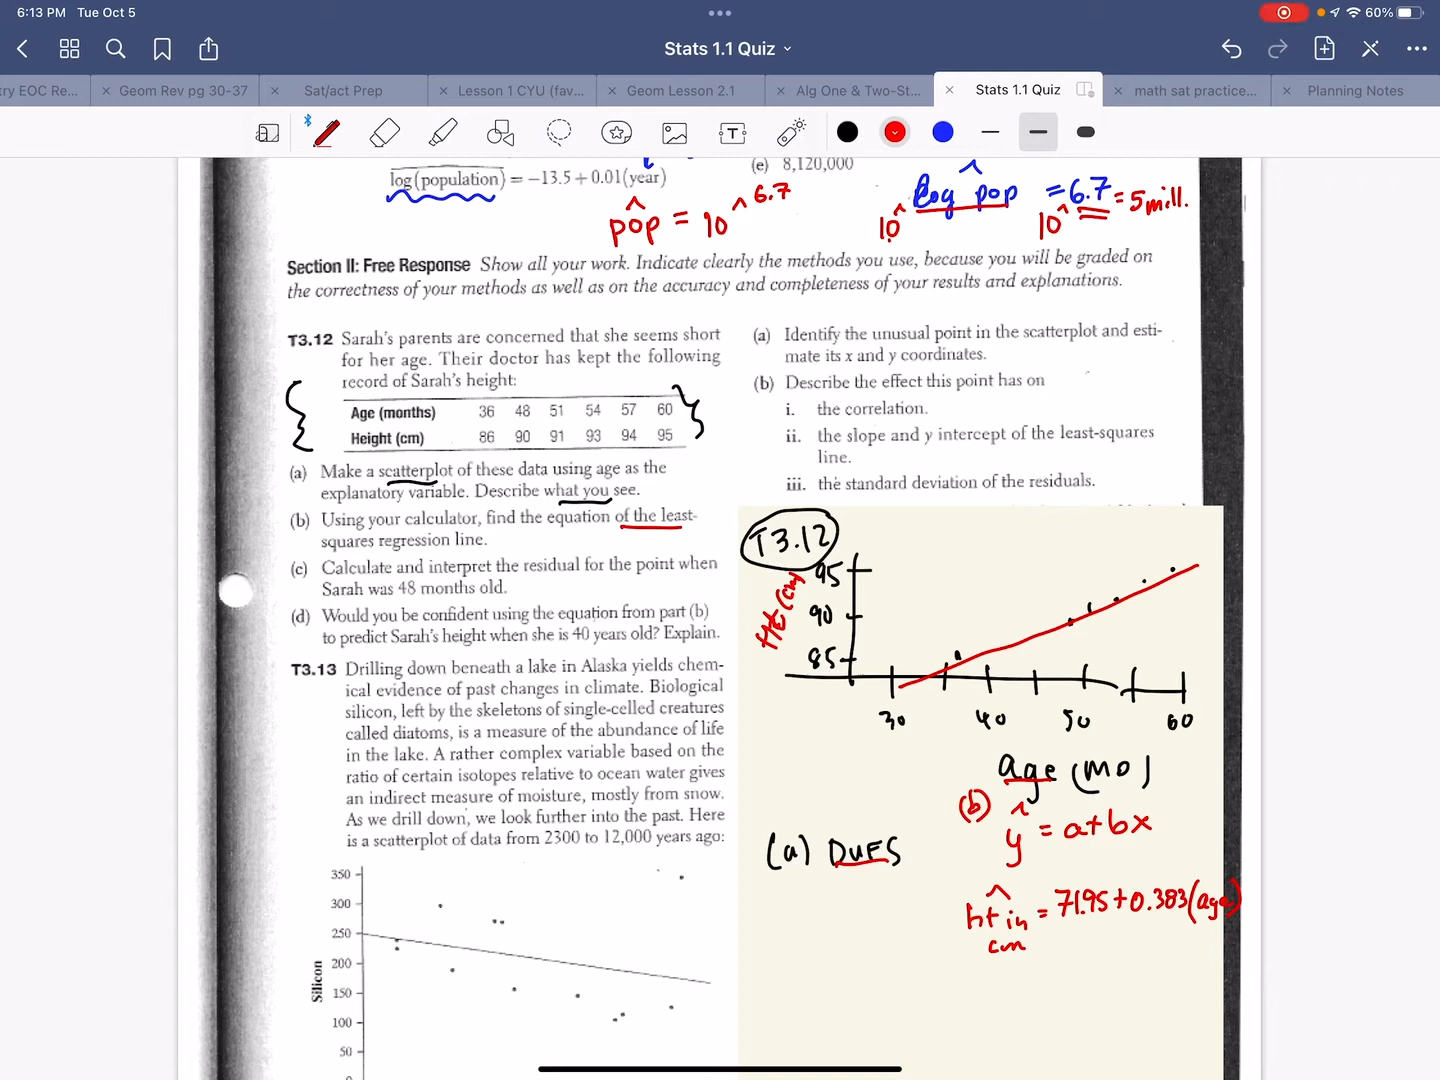 6:13 PM Tue Oct 5
60%
Stats 1.1 Quiz
try EOC Re...
Geom Rev pg 30-37
Sat/act Prep
Lesson 1 CYU (fav...
Geom Lesson 2.1
Alg One & Two-St...
Stats 1.1 Quiz
math sat practice...
Planning Notes
log(population) = −13.5 + 0.01(year)
(e) 8,120,000
pop = 10 ^ 6.7
log pop = 6.7 = 5 mill.
10^
10^
Section II: Free Response Show all your work. Indicate clearly the methods you use, because you will be graded on
the correctness of your methods as well as on the accuracy and completeness of your results and explanations.
T3.12 Sarah's parents are concerned that she seems short
for her age. Their doctor has kept the following
record of Sarah's height:
Age (months) 36 48 51 54 57 60
Height (cm) 86 90 91 93 94 95
(a) Make a scatterplot of these data using age as the
explanatory variable. Describe what you see.
(b) Using your calculator, find the equation of the least-
squares regression line.
(c) Calculate and interpret the residual for the point when
Sarah was 48 months old.
(d) Would you be confident using the equation from part (b)
to predict Sarah's height when she is 40 years old? Explain.
T3.13 Drilling down beneath a lake in Alaska yields chem-
ical evidence of past changes in climate. Biological
silicon, left by the skeletons of single-celled creatures
called diatoms, is a measure of the abundance of life
in the lake. A rather complex variable based on the
ratio of certain isotopes relative to ocean water gives
an indirect measure of moisture, mostly from snow.
As we drill down, we look further into the past. Here
is a scatterplot of data from 2300 to 12,000 years ago:
350
300
250
200
150
100
50
Silicon
(a) Identify the unusual point in the scatterplot and esti-
mate its x and y coordinates.
(b) Describe the effect this point has on
i. the correlation.
ii. the slope and y intercept of the least-squares
line.
iii. the standard deviation of the residuals.
T3.12
Ht (cm)
95
90
85
30 40 50 60
age (mo)
(a) DUFS
(b) ŷ = a+bx
ht in = 71.95+0.383(age)
cm